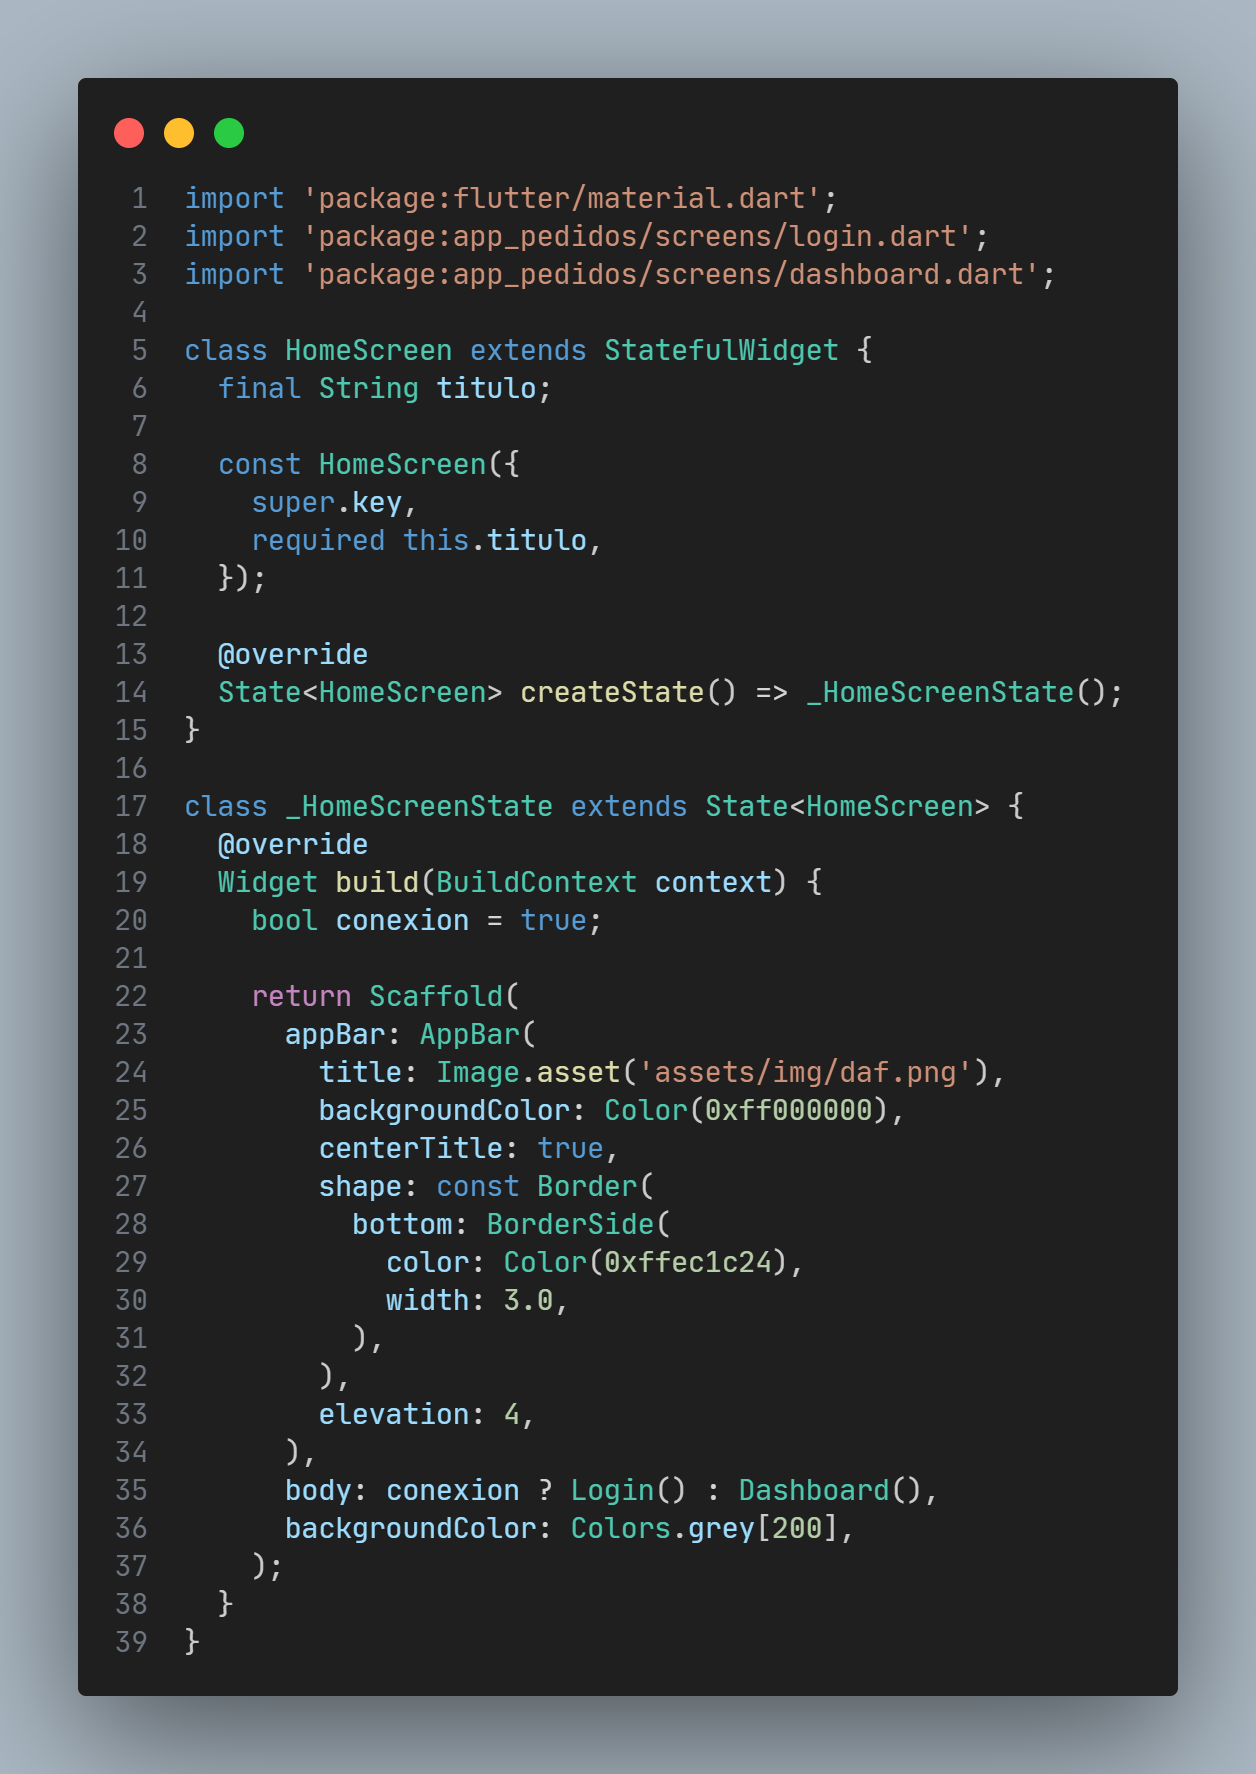 1 import 'package:flutter/material.dart';
2 import 'package:app_pedidos/screens/login.dart';
3 import 'package:app_pedidos/screens/dashboard.dart';
4
5 class HomeScreen extends StatefulWidget {
6   final String titulo;
7
8   const HomeScreen({
9     super.key,
10     required this.titulo,
11   });
12
13   @override
14   State<HomeScreen> createState() => _HomeScreenState();
15 }
16
17 class _HomeScreenState extends State<HomeScreen> {
18   @override
19   Widget build(BuildContext context) {
20     bool conexion = true;
21
22     return Scaffold(
23       appBar: AppBar(
24         title: Image.asset('assets/img/daf.png'),
25         backgroundColor: Color(0xff000000),
26         centerTitle: true,
27         shape: const Border(
28           bottom: BorderSide(
29             color: Color(0xffec1c24),
30             width: 3.0,
31           ),
32         ),
33         elevation: 4,
34       ),
35       body: conexion ? Login() : Dashboard(),
36       backgroundColor: Colors.grey[200],
37     );
38   }
39 }